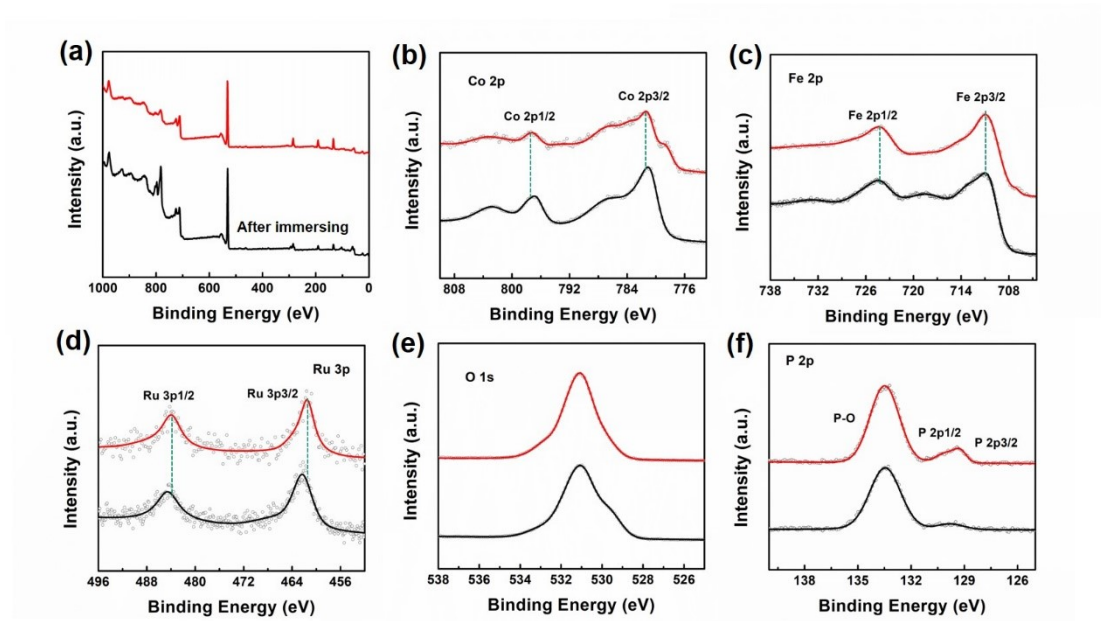 (a)
Intensity (a.u.)
After immersing
1000 800 600 400 200 0
Binding Energy (eV)
(b)
Intensity (a.u.)
Co 2p
Co 2p1/2
Co 2p3/2
808 800 792 784 776
Binding Energy (eV)
(c)
Intensity (a.u.)
Fe 2p
Fe 2p1/2
Fe 2p3/2
738 732 726 720 714 708
Binding Energy (eV)
(d)
Intensity (a.u.)
Ru 3p
Ru 3p1/2
Ru 3p3/2
496 488 480 472 464 456
Binding Energy (eV)
(e)
Intensity (a.u.)
O 1s
538 536 534 532 530 528 526
Binding Energy (eV)
(f)
Intensity (a.u.)
P 2p
P-O
P 2p1/2
P 2p3/2
138 135 132 129 126
Binding Energy (eV)